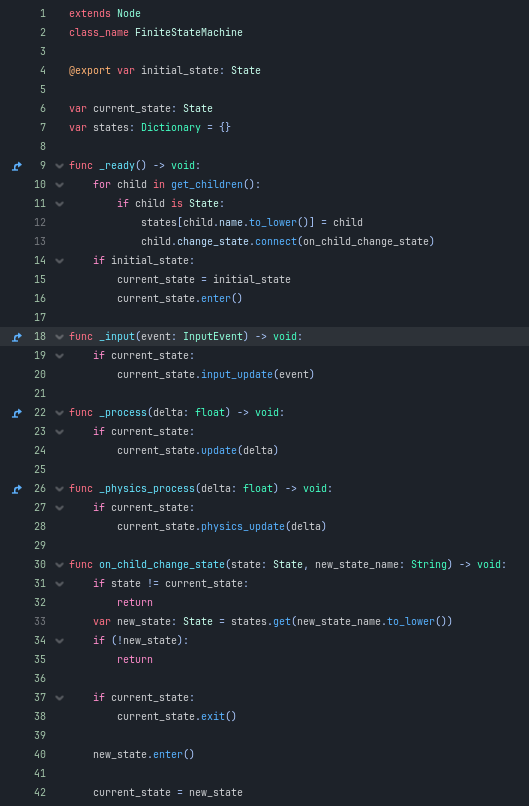 1 extends Node
2 class_name FiniteStateMachine
3
4 @export var initial_state: State
5
6 var current_state: State
7 var states: Dictionary = {}
8
9 func _ready() -> void:
10     for child in get_children():
11         if child is State:
12             states[child.name.to_lower()] = child
13             child.change_state.connect(on_child_change_state)
14     if initial_state:
15         current_state = initial_state
16         current_state.enter()
17
18 func _input(event: InputEvent) -> void:
19     if current_state:
20         current_state.input_update(event)
21
22 func _process(delta: float) -> void:
23     if current_state:
24         current_state.update(delta)
25
26 func _physics_process(delta: float) -> void:
27     if current_state:
28         current_state.physics_update(delta)
29
30 func on_child_change_state(state: State, new_state_name: String) -> void:
31     if state != current_state:
32         return
33     var new_state: State = states.get(new_state_name.to_lower())
34     if (!new_state):
35         return
36
37     if current_state:
38         current_state.exit()
39
40     new_state.enter()
41
42     current_state = new_state